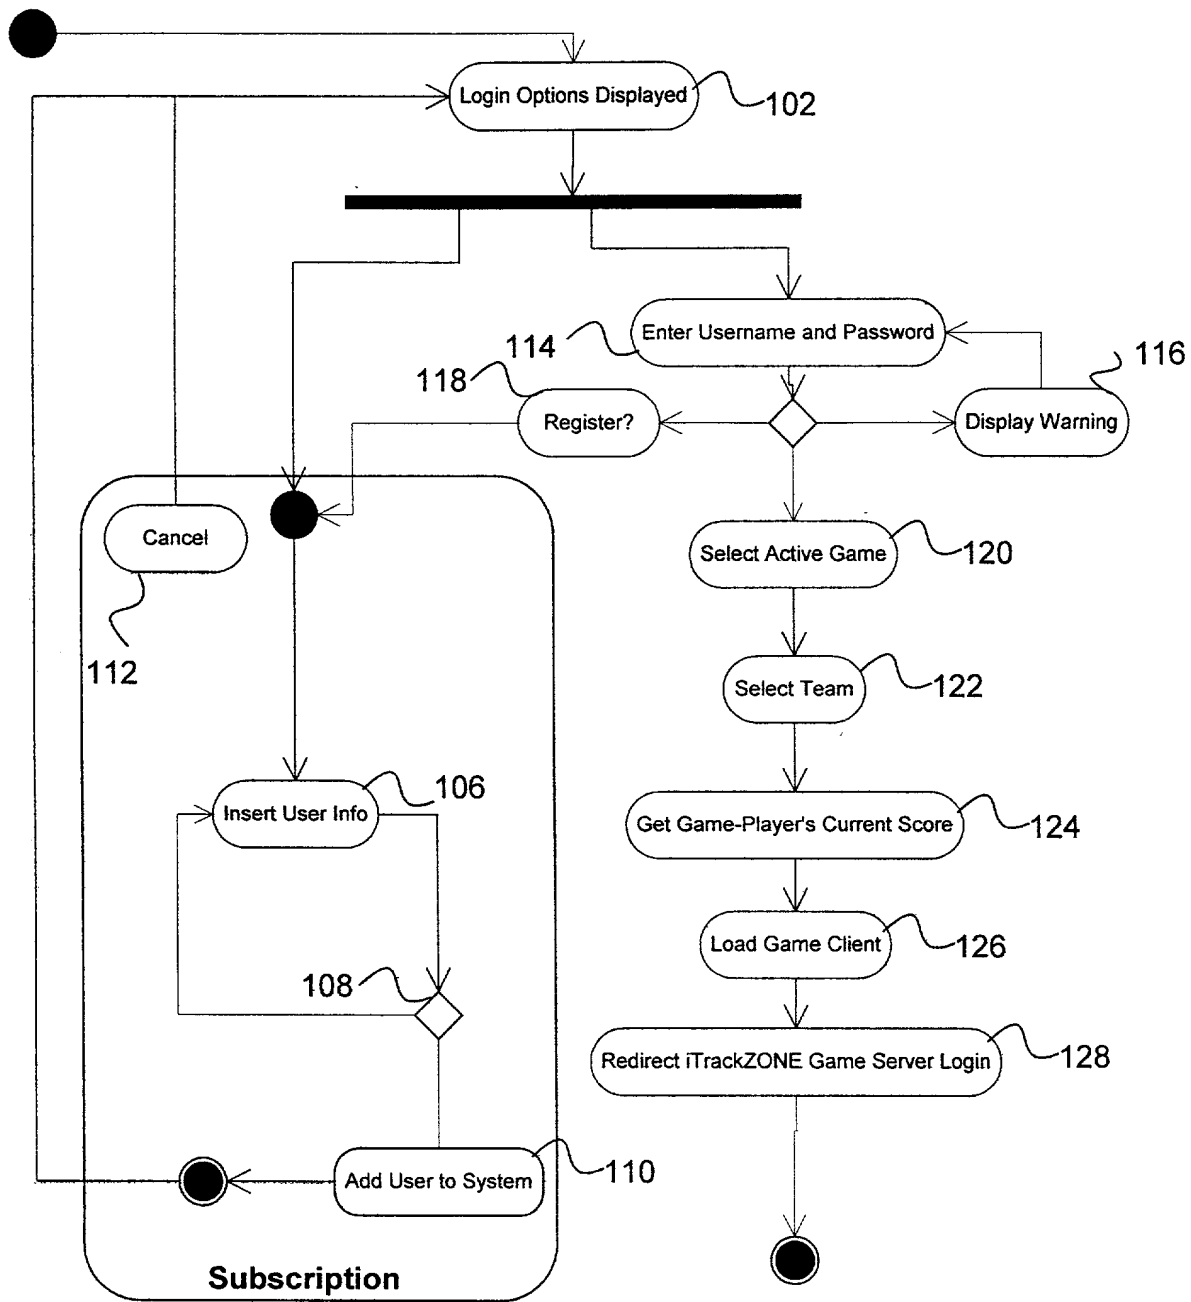 Login Options Displayed
102
Enter Username and Password
114
116
118
Register?
Display Warning
Cancel
112
Select Active Game
120
Select Team
122
Insert User Info
106
Get Game-Player's Current Score
124
Load Game Client
126
108
Redirect iTrackZONE Game Server Login
128
Add User to System
110
Subscription